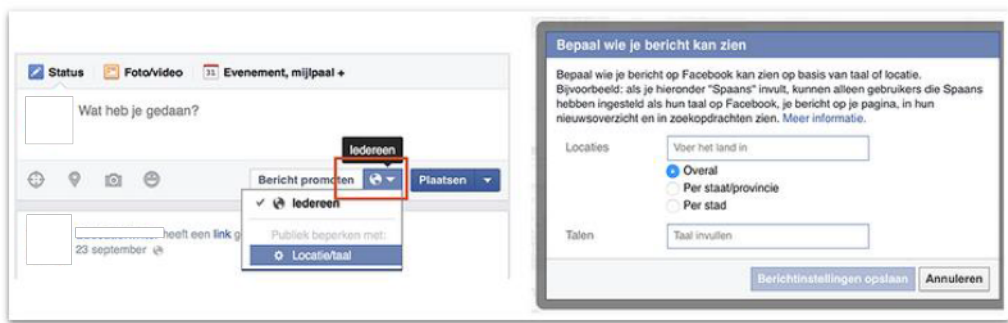 Status Foto/video 31 Evenement, mijlpaal +
Wat heb je gedaan?
Iedereen
Bericht promoten Plaatsen
✓ Iedereen
Publiek beperken met:
Locatie/taal
heeft een link g
23 september
Bepaal wie je bericht kan zien
Bepaal wie je bericht op Facebook kan zien op basis van taal of locatie.
Bijvoorbeeld: als je hieronder "Spaans" invult, kunnen alleen gebruikers die Spaans
hebben ingesteld als hun taal op Facebook, je bericht op je pagina, in hun
nieuwsoverzicht en in zoekopdrachten zien. Meer informatie.
Locaties Voer het land in
Overal
Per staat/provincie
Per stad
Talen Taal invullen
Berichtinstellingen opslaan Annuleren